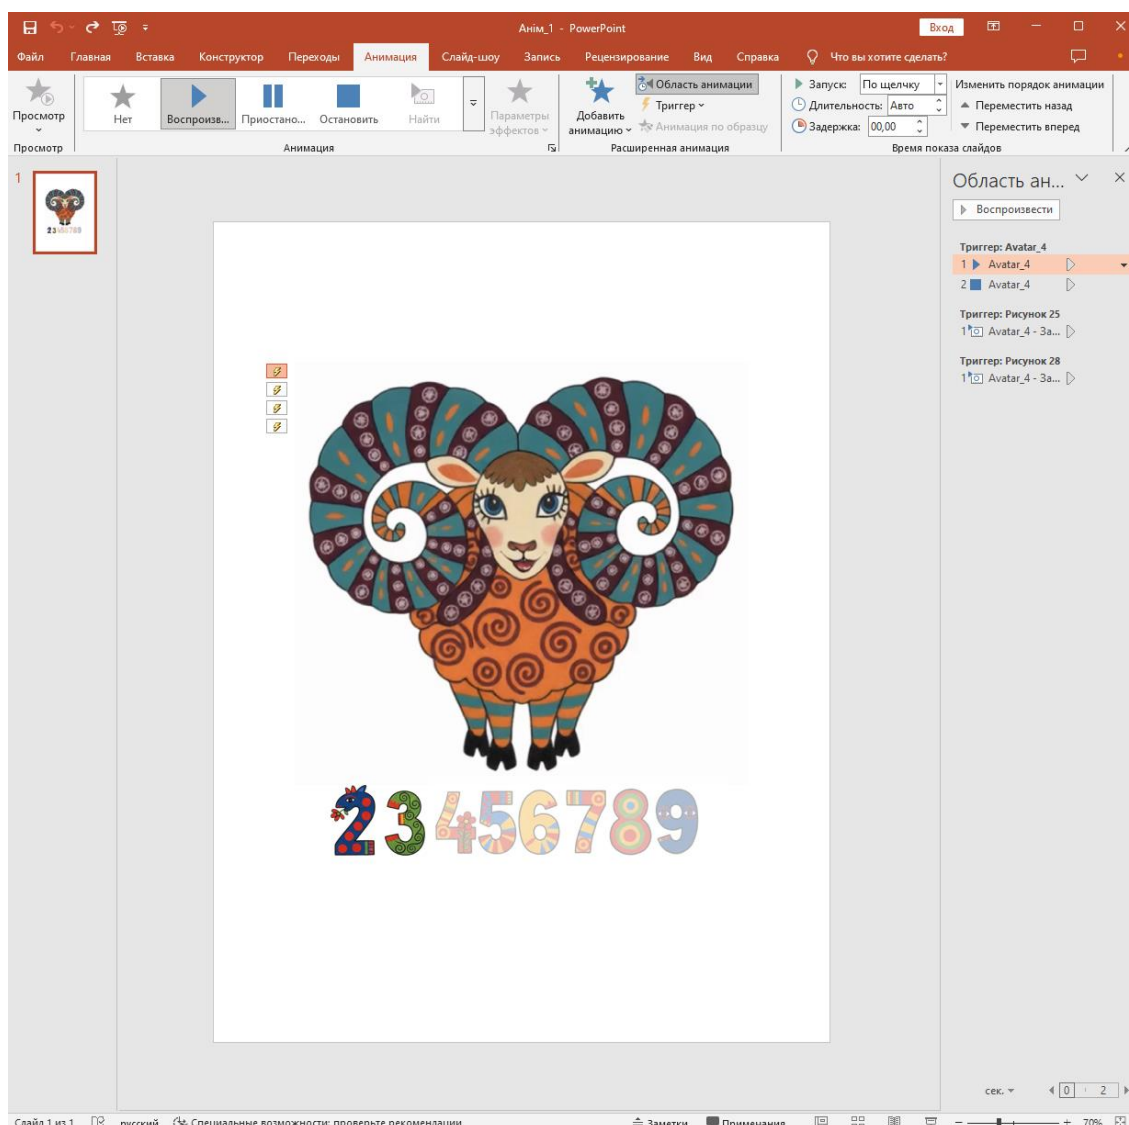 Анім_1 - PowerPoint
Вход
Файл Главная Вставка Конструктор Переходы Анимация Слайд-шоу Запись Рецензирование Вид Справка Что вы хотите сделать?
Просмотр
Нет Воспроизв... Приостано... Остановить Найти
Параметры эффектов
Добавить анимацию
Область анимации
Триггер
Анимация по образцу
Запуск: По щелчку
Длительность: Авто
Задержка: 00,00
Изменить порядок анимации
Переместить назад
Переместить вперед
Просмотр Анимация Расширенная анимация Время показа слайдов
1
23456789
Область ан...
Воспроизвести
Триггер: Avatar_4
1 Avatar_4
2 Avatar_4
Триггер: Рисунок 25
1 Avatar_4 - За...
Триггер: Рисунок 28
1 Avatar_4 - За...
23456789
сек. 0 2
Слайд 1 из 1 русский Специальные возможности: проверьте рекомендации Заметки Примечания 70%